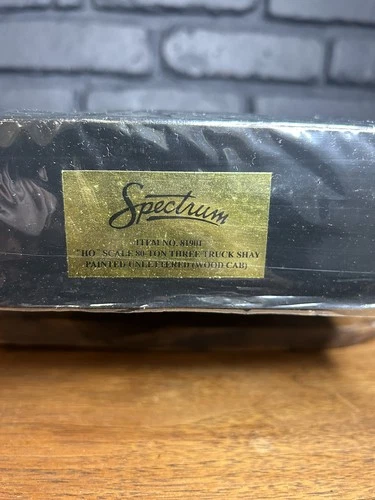 Spectrum
ITEM NO. 81901
"HO" SCALE 80-TON THREE TRUCK SHAY
PAINTED UNLETTERED (WOOD CAB)